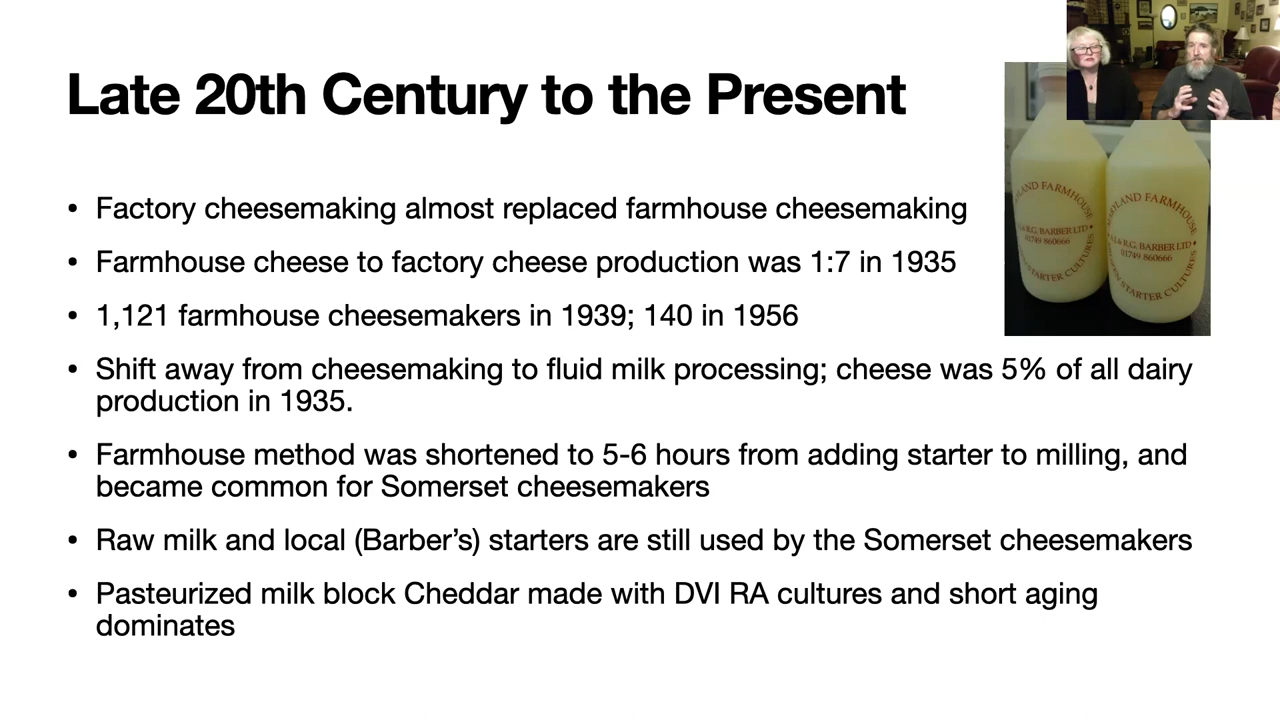 Late 20th Century to the Present
• Factory cheesemaking almost replaced farmhouse cheesemaking
• Farmhouse cheese to factory cheese production was 1:7 in 1935
• 1,121 farmhouse cheesemakers in 1939; 140 in 1956
• Shift away from cheesemaking to fluid milk processing; cheese was 5% of all dairy
production in 1935.
• Farmhouse method was shortened to 5-6 hours from adding starter to milling, and
became common for Somerset cheesemakers
• Raw milk and local (Barber’s) starters are still used by the Somerset cheesemakers
• Pasteurized milk block Cheddar made with DVI RA cultures and short aging
dominates
FARMHOUSE
& R.G. BARBER LTD •
01749 860666
STARTER CULTURES
FARMHOUSE
& R.G. BARBER LTD •
01749 860666
STARTER CULTURES